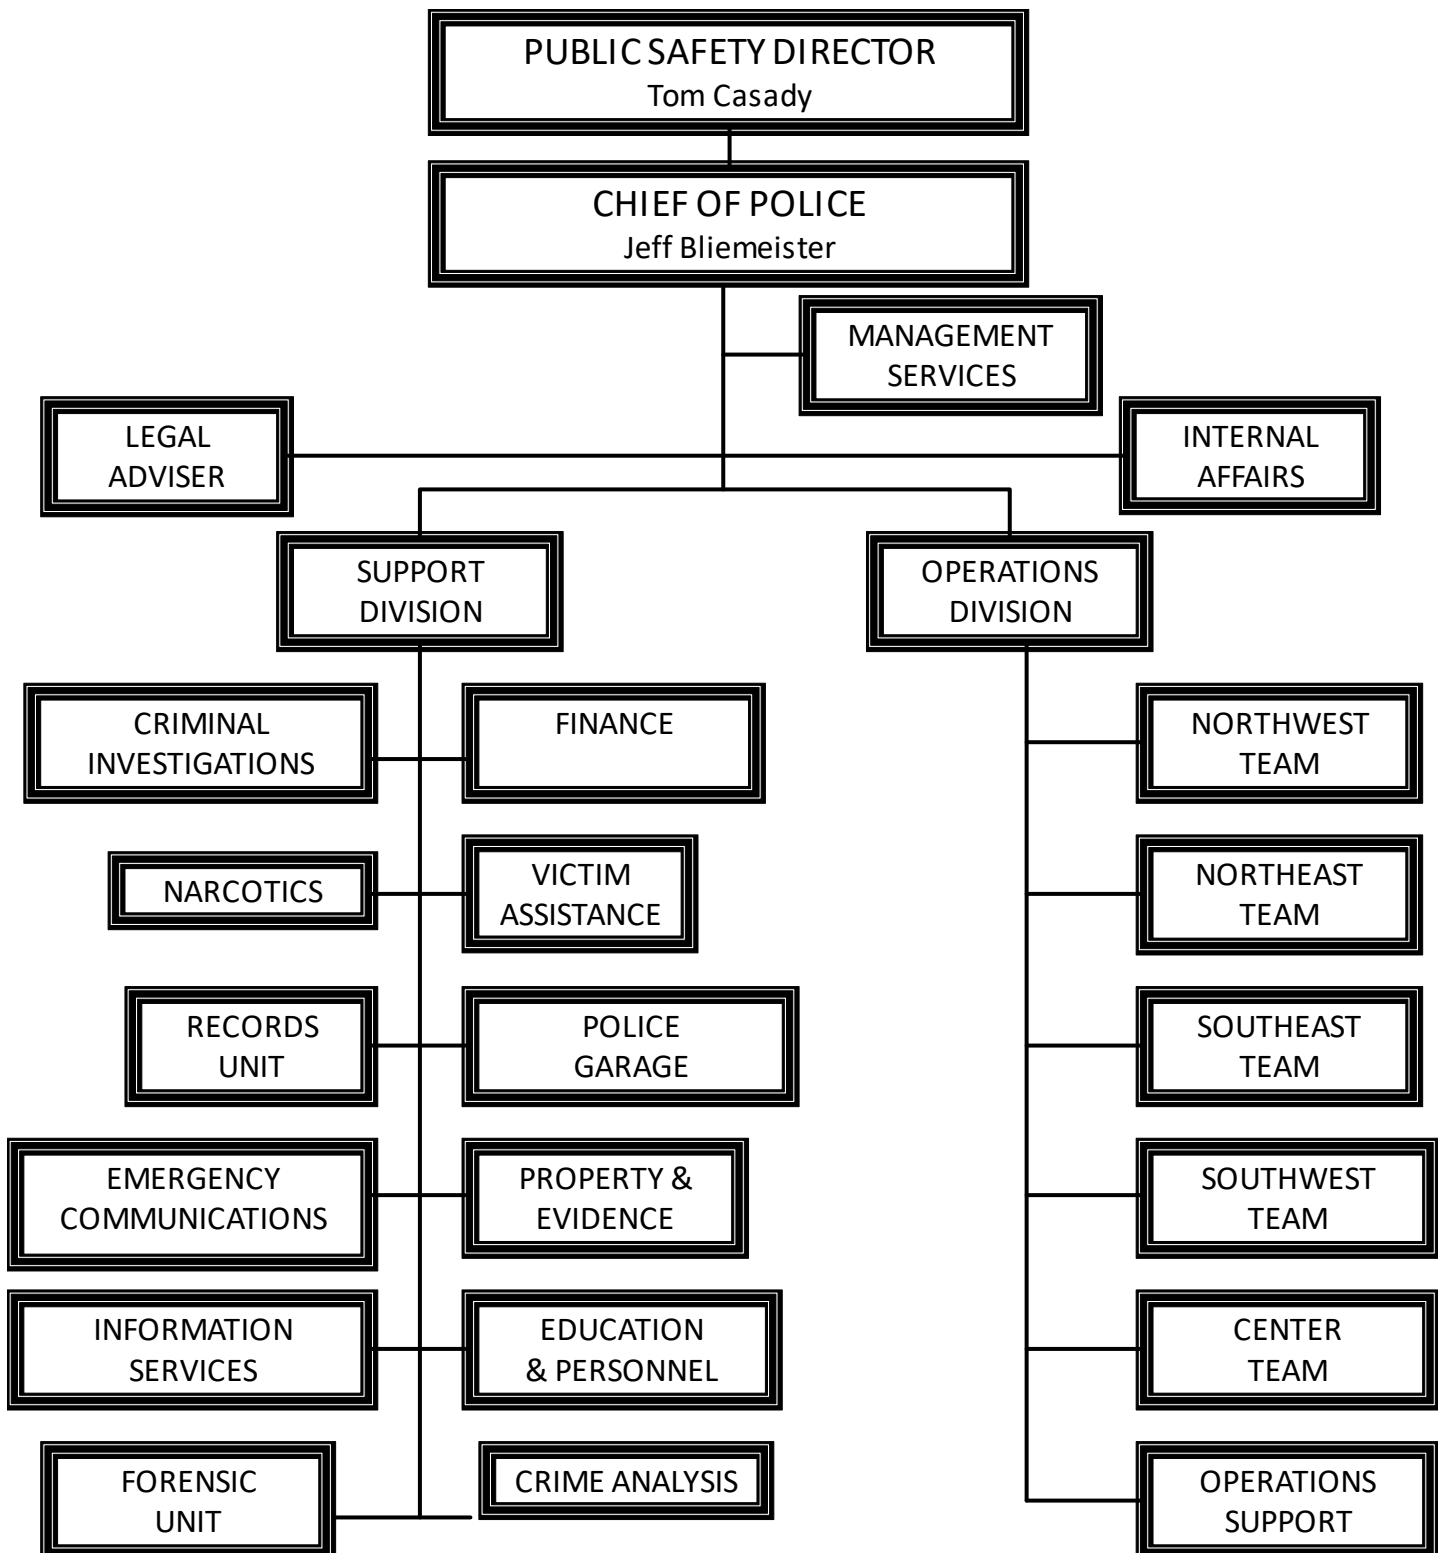 PUBLIC SAFETY DIRECTOR
Tom Casady
CHIEF OF POLICE
Jeff Bliemeister
MANAGEMENT
SERVICES
LEGAL
ADVISER
INTERNAL
AFFAIRS
SUPPORT
DIVISION
OPERATIONS
DIVISION
CRIMINAL
INVESTIGATIONS
FINANCE
NORTHWEST
TEAM
NARCOTICS
VICTIM
ASSISTANCE
NORTHEAST
TEAM
RECORDS
UNIT
POLICE
GARAGE
SOUTHEAST
TEAM
EMERGENCY
COMMUNICATIONS
PROPERTY &
EVIDENCE
SOUTHWEST
TEAM
INFORMATION
SERVICES
EDUCATION
& PERSONNEL
CENTER
TEAM
FORENSIC
UNIT
CRIME ANALYSIS
OPERATIONS
SUPPORT